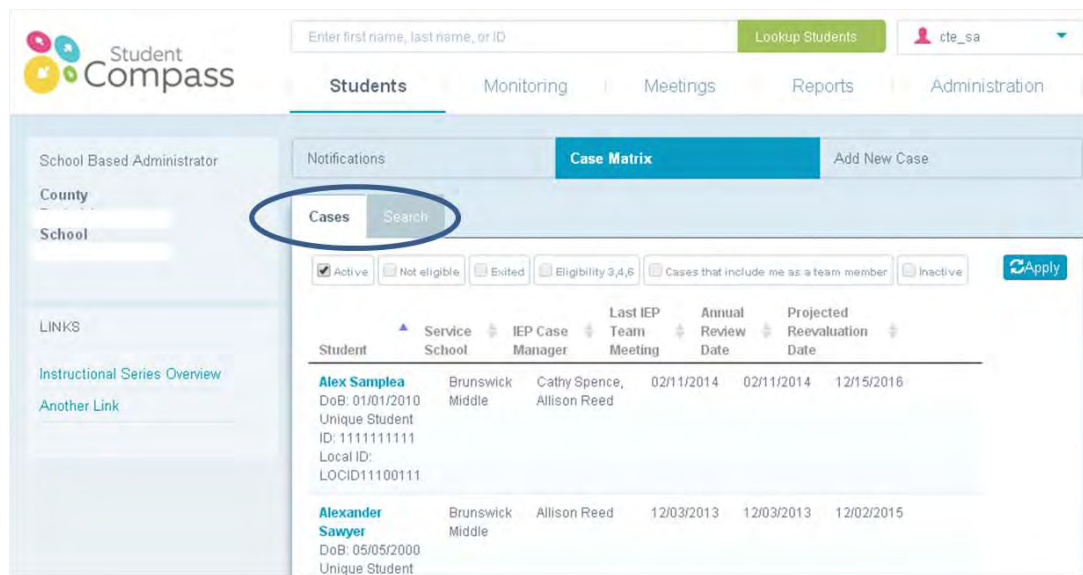 Student
Compass
Enter first name, last name, or ID
Lookup Students
cte_sa
Students
Monitoring
Meetings
Reports
Administration
School Based Administrator
County
School
LINKS
Instructional Series Overview
Another Link
Notifications
Case Matrix
Add New Case
Cases
Search
Active
Not eligible
Exited
Eligibility 3,4,6
Cases that include me as a team member
Inactive
Apply
Student
Service
School
IEP Case
Manager
Last IEP
Team
Meeting
Annual
Review
Date
Projected
Reevaluation
Date
Alex Samplea
DoB: 01/01/2010
Unique Student
ID: 1111111111
Local ID:
LOCID11100111
Brunswick
Middle
Cathy Spence,
Allison Reed
02/11/2014
02/11/2014
12/15/2016
Alexander
Sawyer
DoB: 05/05/2000
Unique Student
Brunswick
Middle
Allison Reed
12/03/2013
12/03/2013
12/02/2015